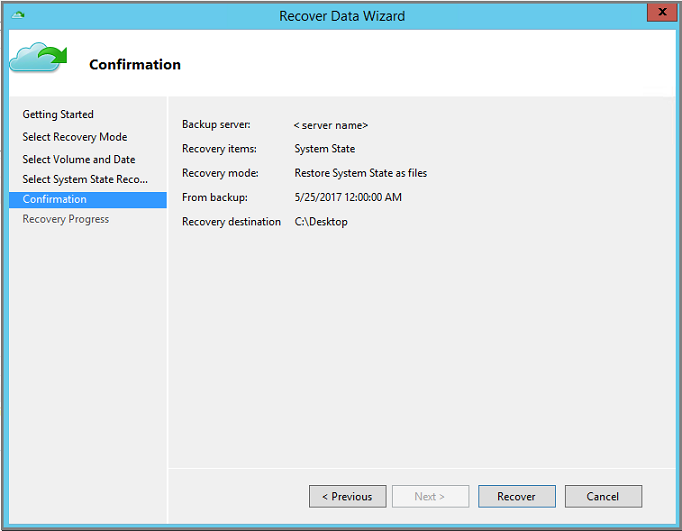 Recover Data Wizard
x
Confirmation
Getting Started
Select Recovery Mode
Select Volume and Date
Select System State Reco...
Confirmation
Recovery Progress
Backup server: < server name>
Recovery items: System State
Recovery mode: Restore System State as files
From backup: 5/25/2017 12:00:00 AM
Recovery destination C:\Desktop
< Previous Next > Recover Cancel